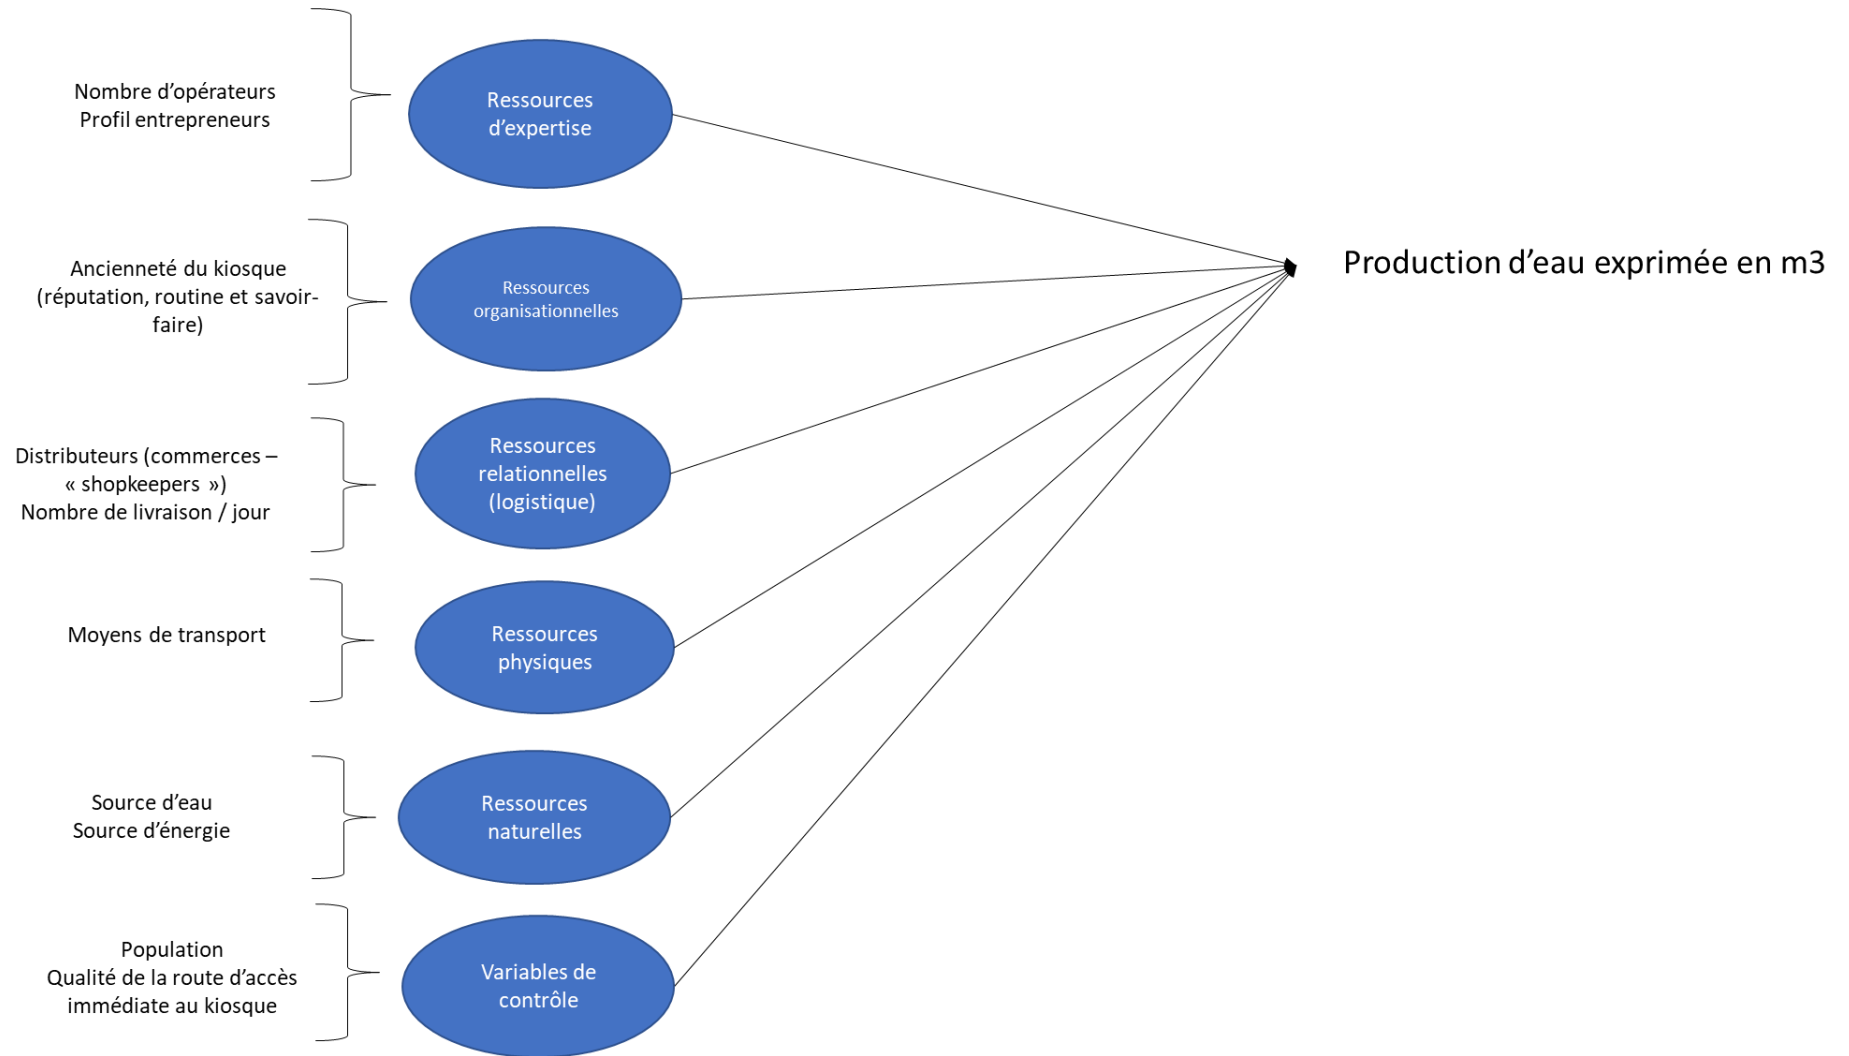 Nombre d'opérateurs
Profil entrepreneurs
Ressources
d'expertise
Ancienneté du kiosque
(réputation, routine et savoir-
faire)
Ressources
organisationnelles
Production d'eau exprimée en m3
Distributeurs (commerces –
« shopkeepers »)
Nombre de livraison / jour
Ressources
relationnelles
(logistique)
Moyens de transport
Ressources
physiques
Source d'eau
Source d'énergie
Ressources
naturelles
Population
Qualité de la route d'accès
immédiate au kiosque
Variables de
contrôle